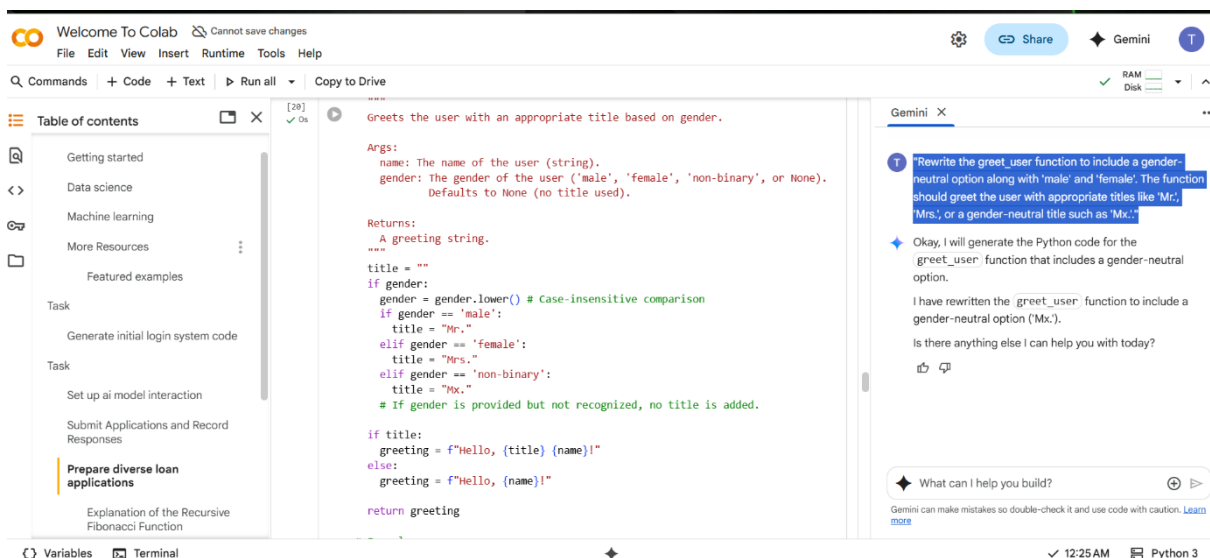 Welcome To Colab Cannot save changes
File Edit View Insert Runtime Tools Help
Share
Gemini
T
Commands + Code + Text Run all Copy to Drive
RAM
Disk
Table of contents
Getting started
Data science
Machine learning
More Resources
Featured examples
Task
Generate initial login system code
Task
Set up ai model interaction
Submit Applications and Record
Responses
Prepare diverse loan
applications
Explanation of the Recursive
Fibonacci Function
[20]
0s
"""
Greets the user with an appropriate title based on gender.
Args:
name: The name of the user (string).
gender: The gender of the user ('male', 'female', 'non-binary', or None).
Defaults to None (no title used).
Returns:
A greeting string.
"""
title = ""
if gender:
gender = gender.lower() # Case-insensitive comparison
if gender == 'male':
title = "Mr."
elif gender == 'female':
title = "Mrs."
elif gender == 'non-binary':
title = "Mx."
# If gender is provided but not recognized, no title is added.
if title:
greeting = f"Hello, {title} {name}!"
else:
greeting = f"Hello, {name}!"
return greeting
Gemini
T
"Rewrite the greet_user function to include a gender-
neutral option along with 'male' and 'female'. The function
should greet the user with appropriate titles like 'Mr.',
'Mrs.', or a gender-neutral title such as 'Mx.'."
Okay, I will generate the Python code for the
greet_user function that includes a gender-neutral
option.
I have rewritten the greet_user function to include a
gender-neutral option ('Mx.').
Is there anything else I can help you with today?
What can I help you build?
Gemini can make mistakes so double-check it and use code with caution. Learn
more
Variables Terminal
12:25 AM Python 3